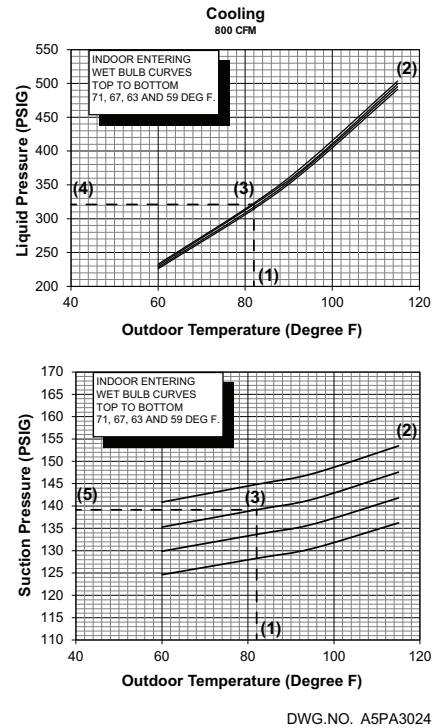 Cooling
800 CFM
550
500
450
400
350
300
250
200
Liquid Pressure (PSIG)
INDOOR ENTERING
WET BULB CURVES
TOP TO BOTTOM
71, 67, 63 AND 59 DEG F.
(2)
(4)
(3)
(1)
40
60
80
100
120
Outdoor Temperature (Degree F)
170
165
160
155
150
145
140
135
130
125
120
115
110
Suction Pressure (PSIG)
INDOOR ENTERING
WET BULB CURVES
TOP TO BOTTOM
71, 67, 63 AND 59 DEG F.
(2)
(5)
(3)
(1)
40
60
80
100
120
Outdoor Temperature (Degree F)
DWG.NO. A5PA3024